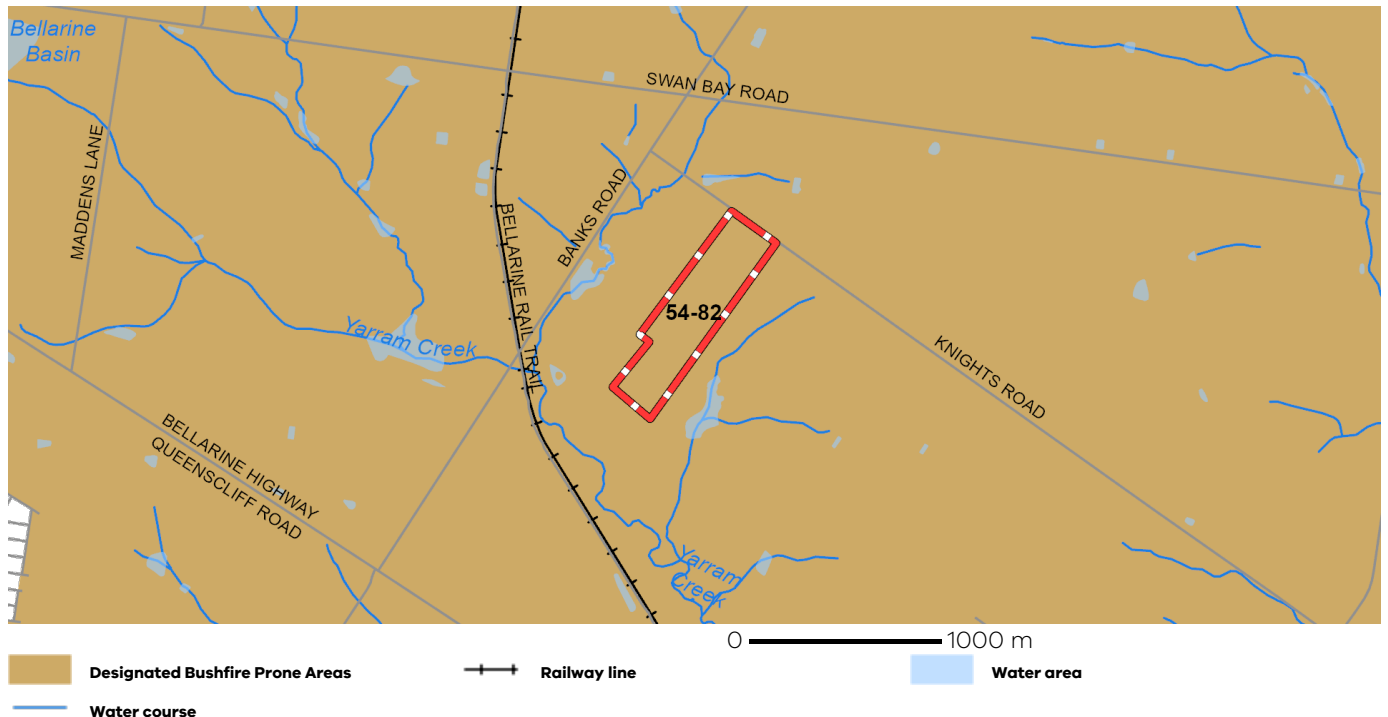 Bellarine
Basin
SWAN BAY ROAD
MADDENS LANE
BANKS ROAD
BELLARINE RAIL TRAIL
54-82
Yarram Creek
KNIGHTS ROAD
BELLARINE HIGHWAY
QUEENSCLIFF ROAD
Yarram
Creek
0 1000 m
Designated Bushfire Prone Areas
Railway line
Water area
Water course